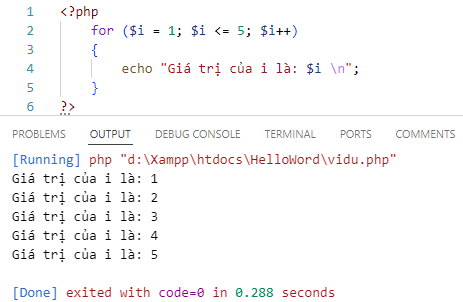 1 <?php
2 for ($i = 1; $i <= 5; $i++)
3 {
4 echo "Giá trị của i là: $i \n";
5 }
6 ?>
PROBLEMS OUTPUT DEBUG CONSOLE TERMINAL PORTS COMMENTS
[Running] php "d:\Xampp\htdocs\HelloWord\vidu.php"
Giá trị của i là: 1
Giá trị của i là: 2
Giá trị của i là: 3
Giá trị của i là: 4
Giá trị của i là: 5
[Done] exited with code=0 in 0.288 seconds